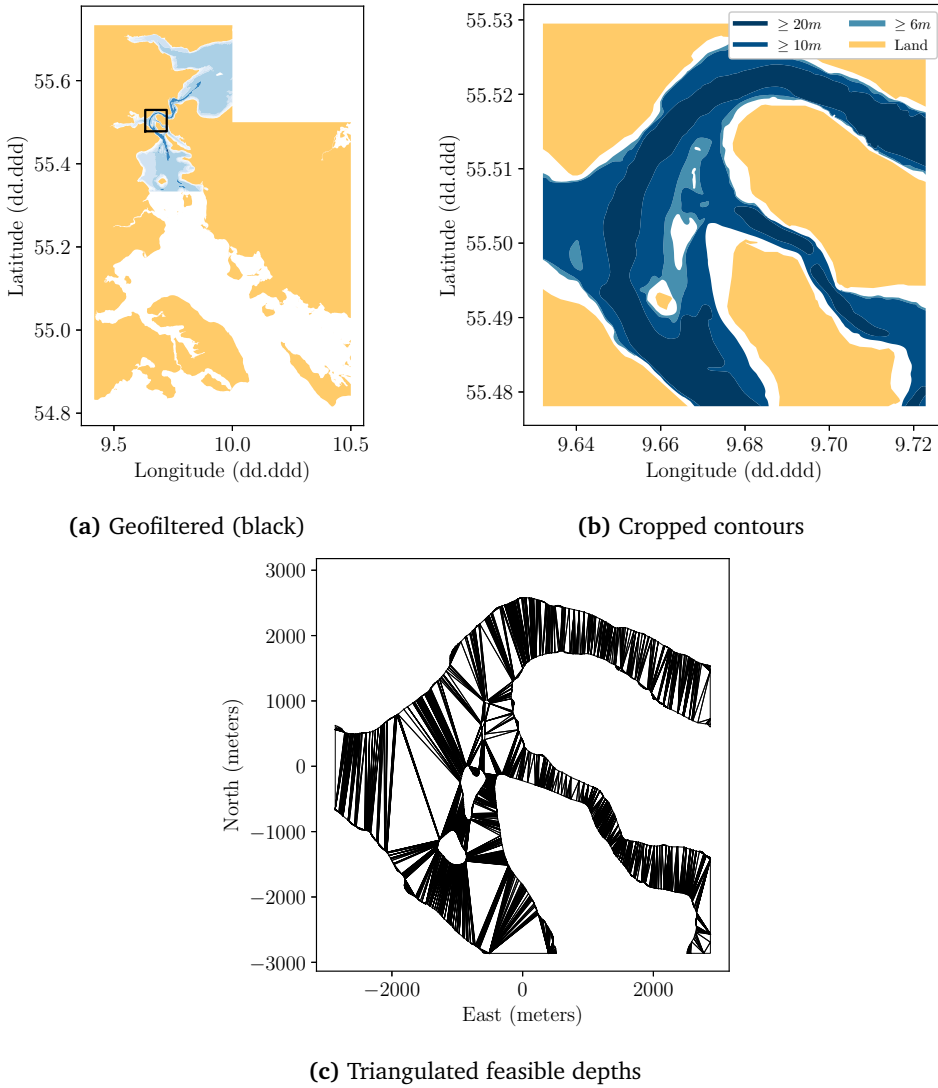 55.6
55.4
55.2
55.0
54.8
Latitude (dd.ddd)
9.5 10.0 10.5
Longitude (dd.ddd)
(a) Geofiltered (black)
55.53
55.52
55.51
55.50
55.49
55.48
Latitude (dd.ddd)
≥ 20m ≥ 6m
≥ 10m Land
9.64 9.66 9.68 9.70 9.72
Longitude (dd.ddd)
(b) Cropped contours
3000
2000
1000
0
−1000
−2000
−3000
North (meters)
−2000 0 2000
East (meters)
(c) Triangulated feasible depths